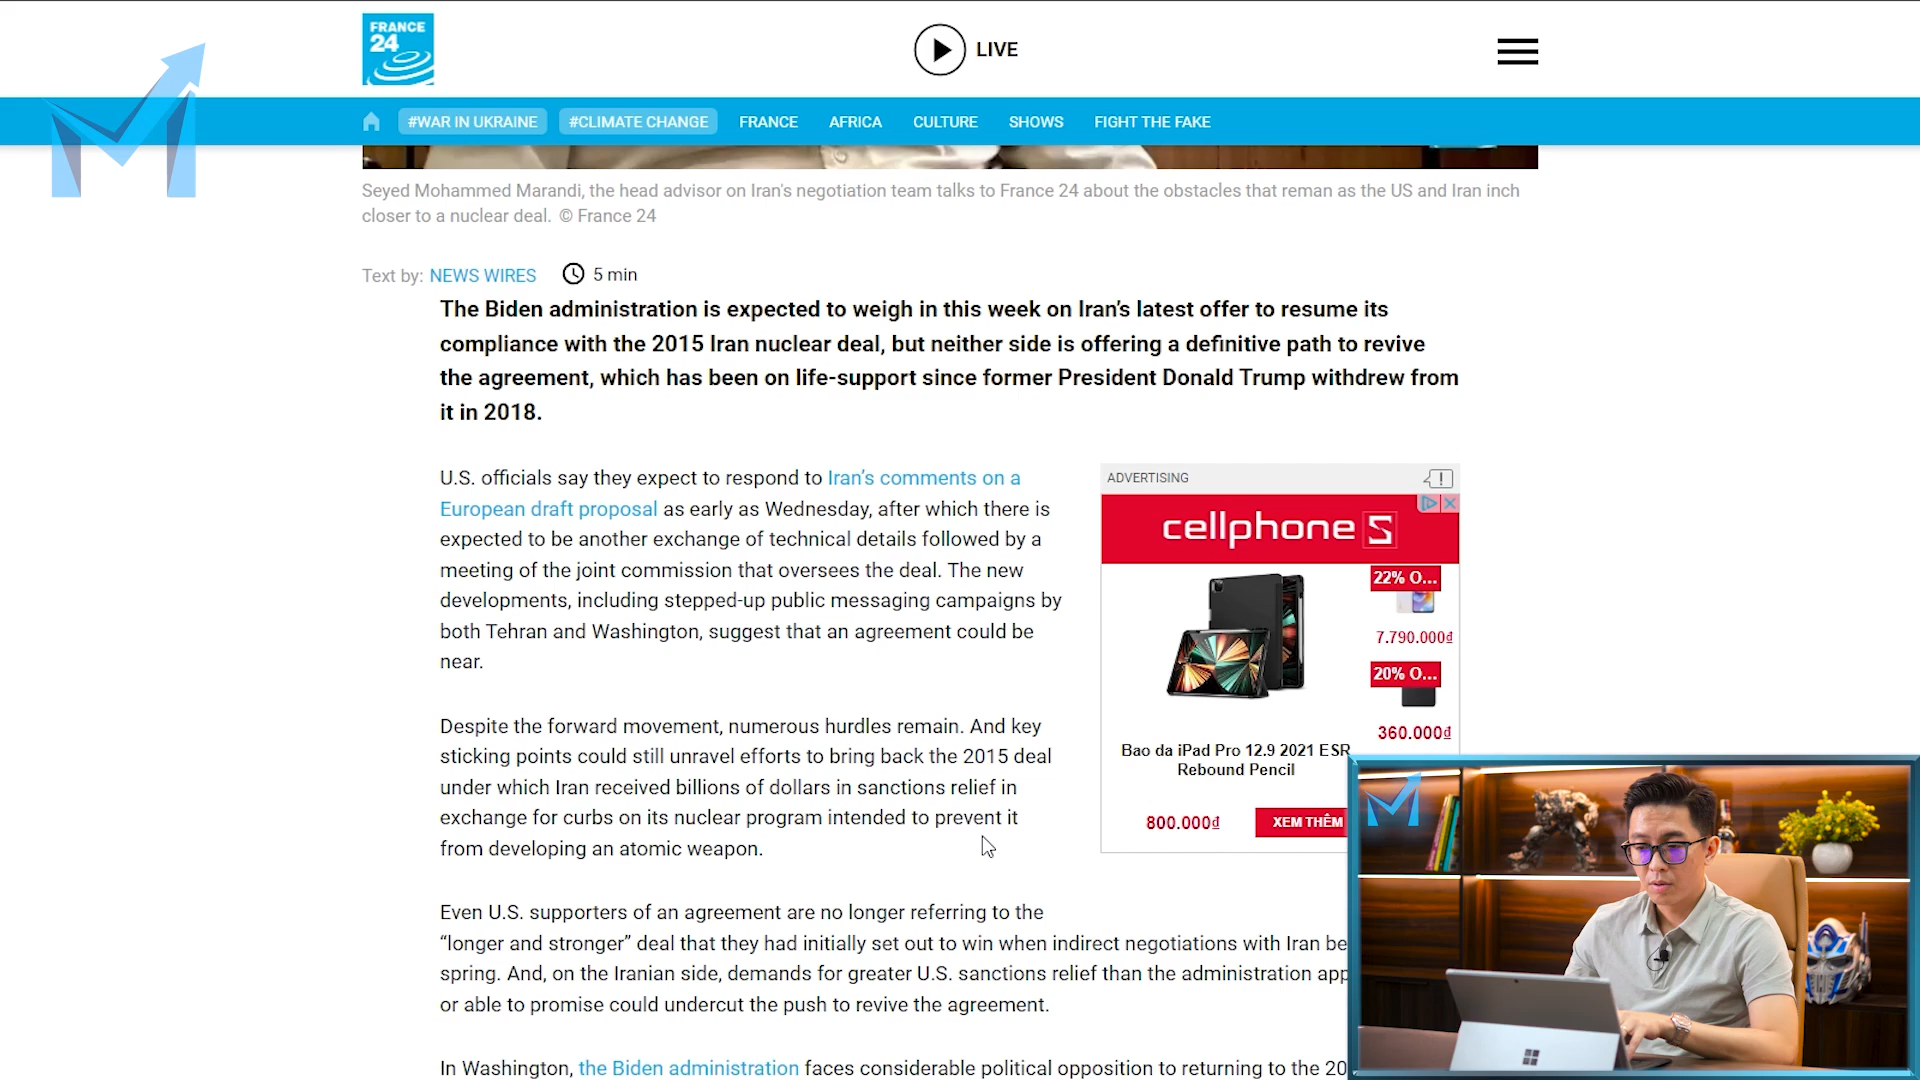 FRANCE
24
LIVE
#WAR IN UKRAINE
#CLIMATE CHANGE
FRANCE
AFRICA
CULTURE
SHOWS
FIGHT THE FAKE
Seyed Mohammed Marandi, the head advisor on Iran's negotiation team talks to France 24 about the obstacles that reman as the US and Iran inch
closer to a nuclear deal. © France 24
Text by: NEWS WIRES 5 min
The Biden administration is expected to weigh in this week on Iran’s latest offer to resume its
compliance with the 2015 Iran nuclear deal, but neither side is offering a definitive path to revive
the agreement, which has been on life-support since former President Donald Trump withdrew from
it in 2018.
U.S. officials say they expect to respond to Iran’s comments on a
European draft proposal as early as Wednesday, after which there is
expected to be another exchange of technical details followed by a
meeting of the joint commission that oversees the deal. The new
developments, including stepped-up public messaging campaigns by
both Tehran and Washington, suggest that an agreement could be
near.
Despite the forward movement, numerous hurdles remain. And key
sticking points could still unravel efforts to bring back the 2015 deal
under which Iran received billions of dollars in sanctions relief in
exchange for curbs on its nuclear program intended to prevent it
from developing an atomic weapon.
Even U.S. supporters of an agreement are no longer referring to the
“longer and stronger” deal that they had initially set out to win when indirect negotiations with Iran be
spring. And, on the Iranian side, demands for greater U.S. sanctions relief than the administration app
or able to promise could undercut the push to revive the agreement.
In Washington, the Biden administration faces considerable political opposition to returning to the 20
ADVERTISING
cellphoneS
22% O...
7.790.000₫
20% O...
360.000₫
Bao da iPad Pro 12.9 2021 ESR
Rebound Pencil
800.000₫
XEM THÊM